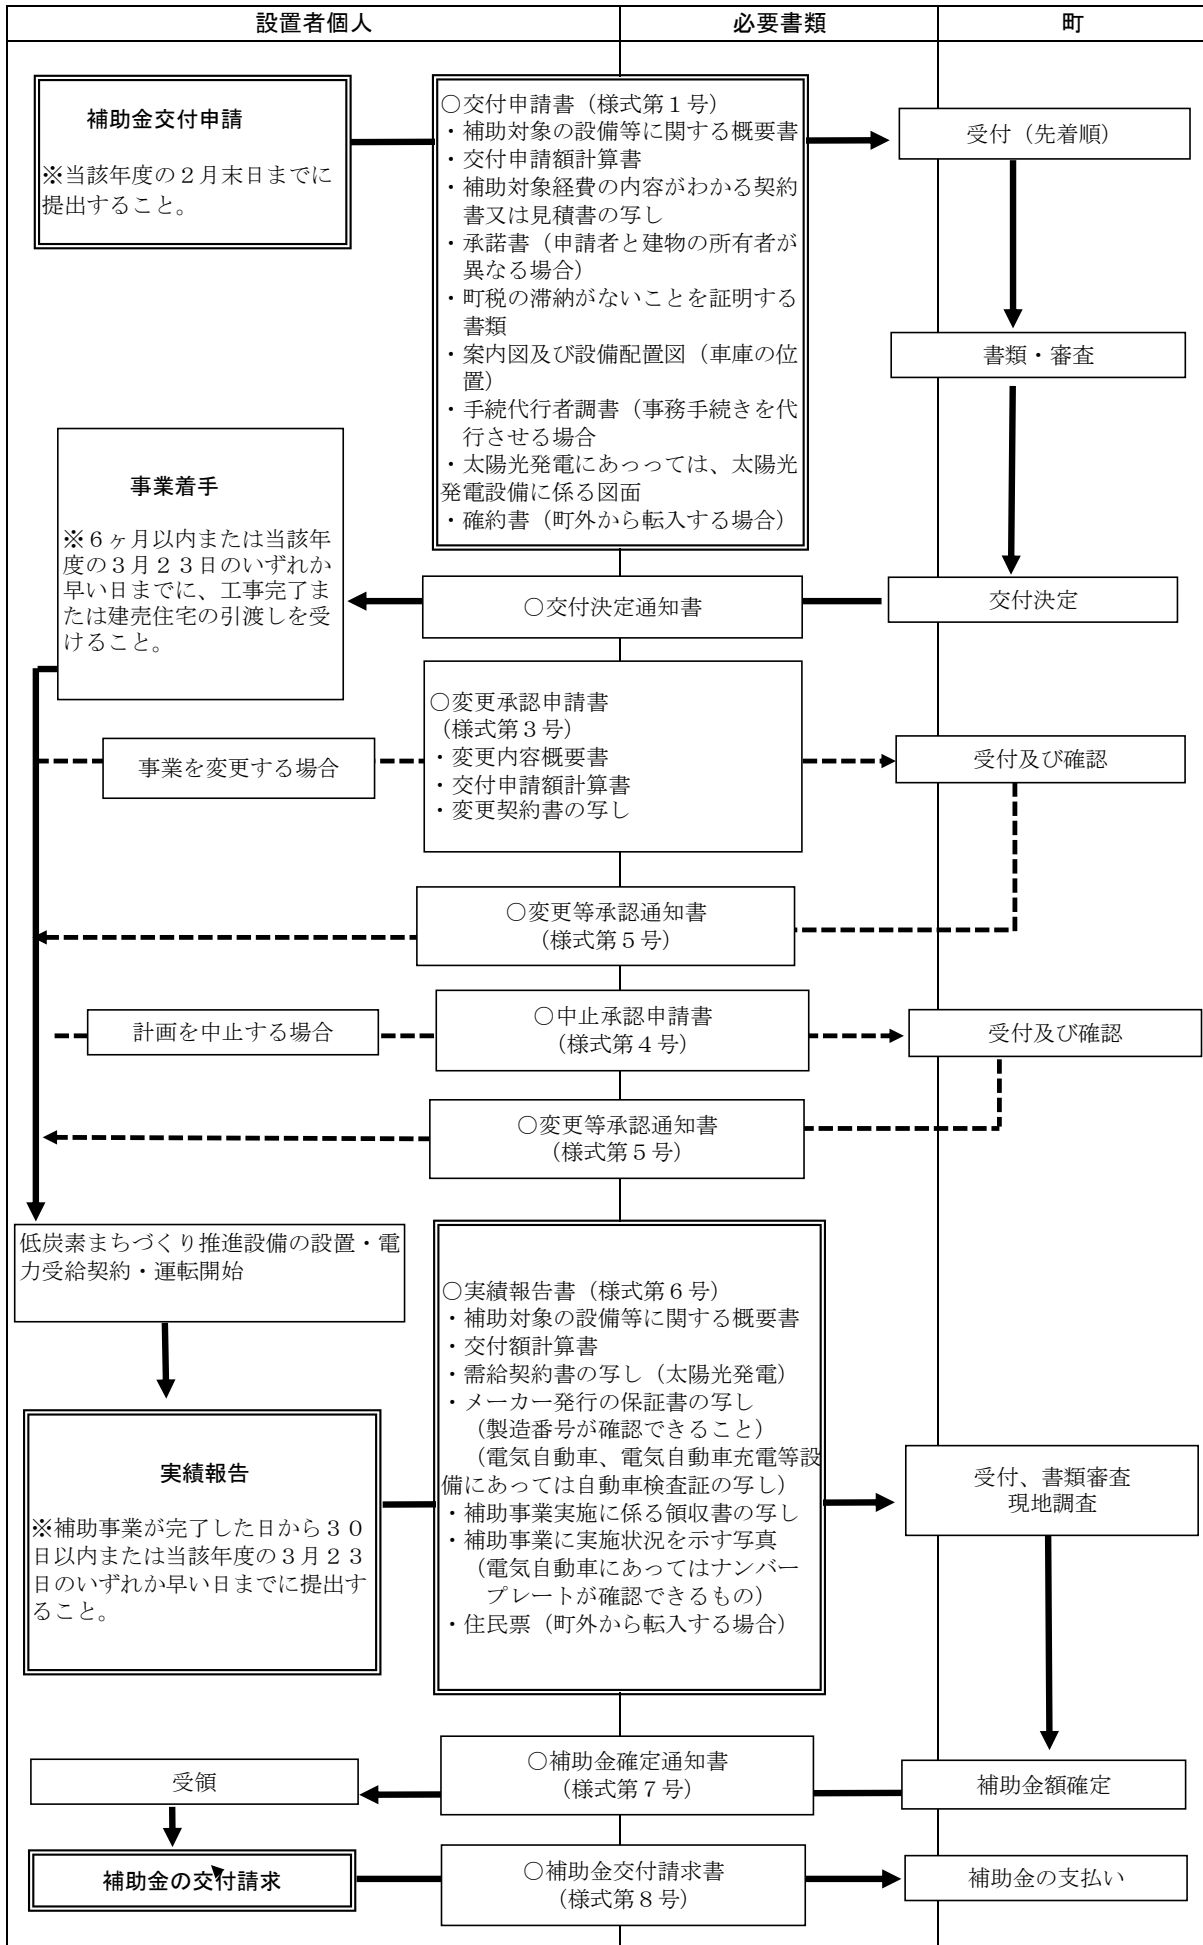 設置者個人
必要書類
町
補助金交付申請
※当該年度の２月末日までに
提出すること。
○交付申請書（様式第１号）
・補助対象の設備等に関する概要書
・交付申請額計算書
・補助対象経費の内容がわかる契約
書又は見積書の写し
・承諾書（申請者と建物の所有者が
異なる場合）
・町税の滞納がないことを証明する
書類
・案内図及び設備配置図（車庫の位
置）
・手続代行者調書（事務手続きを代
行させる場合
・太陽光発電にあっっては、太陽光
発電設備に係る図面
・確約書（町外から転入する場合）
受付（先着順）
書類・審査
事業着手
※６ヶ月以内または当該年
度の３月２３日のいずれか
早い日までに、工事完了ま
たは建売住宅の引渡しを受
けること。
○交付決定通知書
交付決定
事業を変更する場合
○変更承認申請書
（様式第３号）
・変更内容概要書
・交付申請額計算書
・変更契約書の写し
受付及び確認
○変更等承認通知書
（様式第５号）
計画を中止する場合
○中止承認申請書
（様式第４号）
受付及び確認
○変更等承認通知書
（様式第５号）
低炭素まちづくり推進設備の設置・電
力受給契約・運転開始
実績報告
※補助事業が完了した日から３０
日以内または当該年度の３月２３
日のいずれか早い日までに提出す
ること。
○実績報告書（様式第６号）
・補助対象の設備等に関する概要書
・交付額計算書
・需給契約書の写し（太陽光発電）
・メーカー発行の保証書の写し
（製造番号が確認できること）
（電気自動車、電気自動車充電等設
備にあっては自動車検査証の写し）
・補助事業実施に係る領収書の写し
・補助事業に実施状況を示す写真
（電気自動車にあってはナンバー
プレートが確認できるもの）
・住民票（町外から転入する場合）
受付、書類審査
現地調査
受領
○補助金確定通知書
（様式第７号）
補助金額確定
補助金の交付請求
○補助金交付請求書
（様式第８号）
補助金の支払い